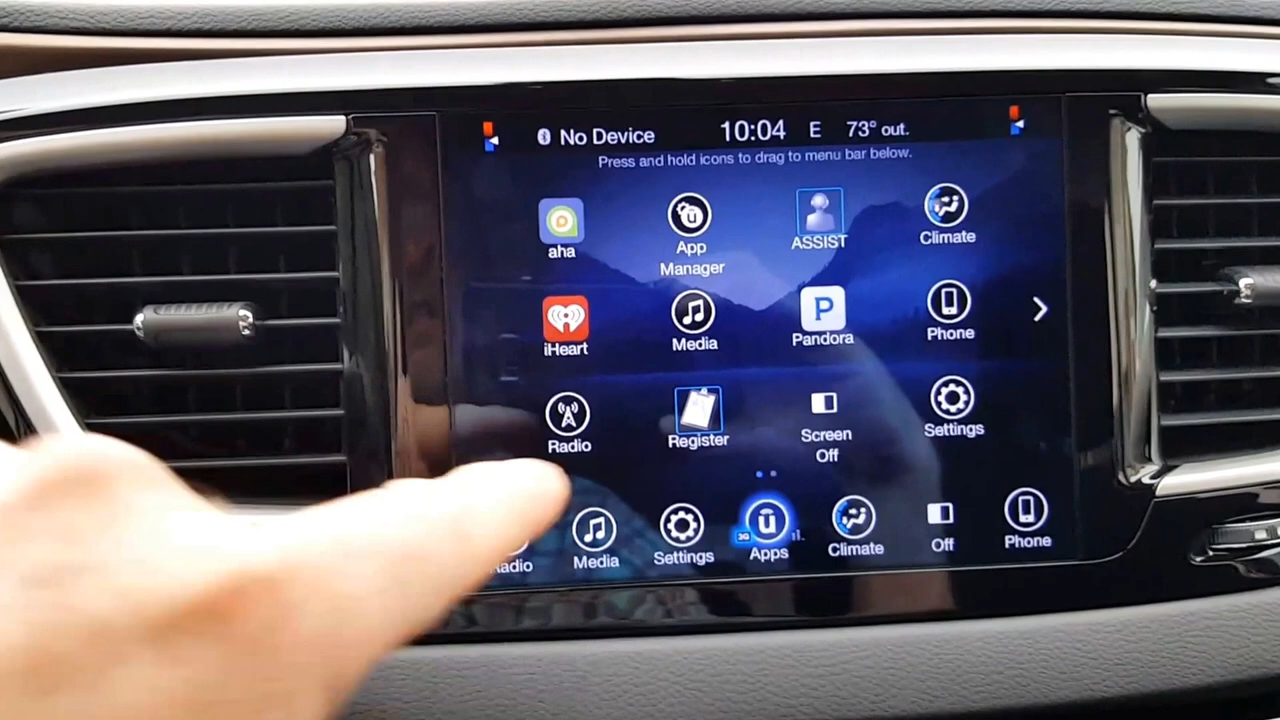 No Device 10:04 E 73° out.
Press and hold icons to drag to menu bar below.
aha
App
Manager
ASSIST
Climate
iHeart
Media
P
Pandora
Phone
Radio
Register
Screen
Off
Settings
Media
Settings
3G
ū
Apps
Climate
Off
Phone